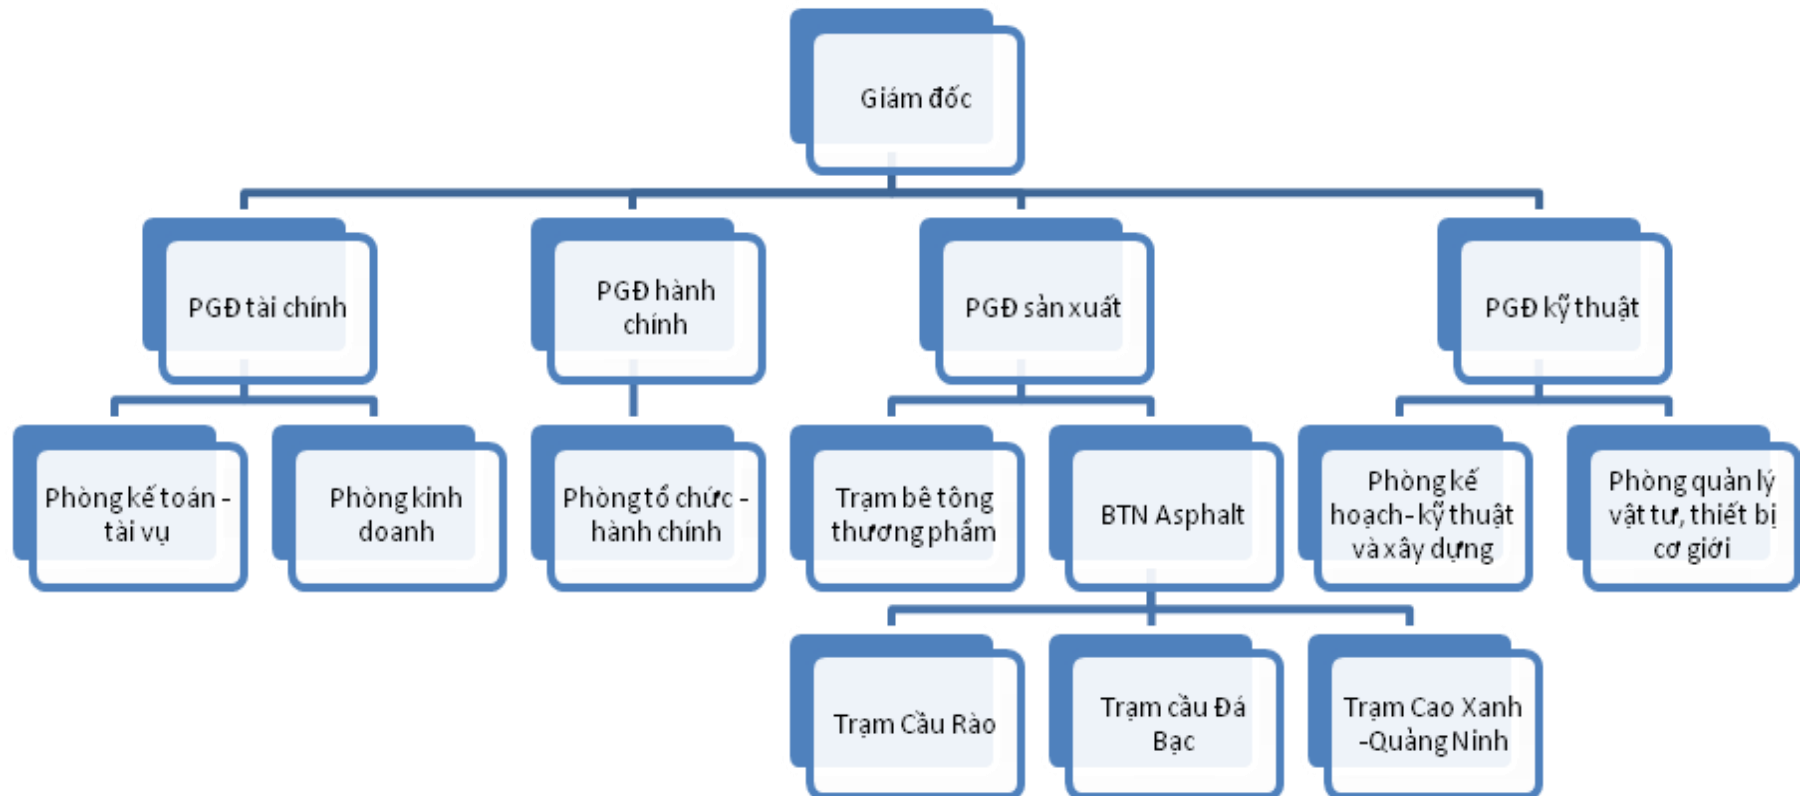 Giám đốc
PGĐ tài chính
PGĐ hành
chính
PGĐ sản xuất
PGĐ kỹ thuật
Phòng kế toán -
tài vụ
Phòng kinh
doanh
Phòng tổ chức -
hành chính
Trạm bê tông
thương phẩm
BTN Asphalt
Phòng kế
hoạch- kỹ thuật
và xây dựng
Phòng quản lý
vật tư, thiết bị
cơ giới
Trạm Cầu Rào
Trạm cầu Đá
Bạc
Trạm Cao Xanh
-Quảng Ninh